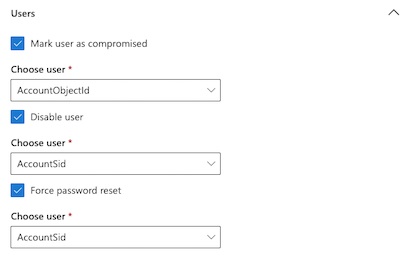 Users
Mark user as compromised
Choose user *
AccountObjectId
Disable user
Choose user *
AccountSid
Force password reset
Choose user *
AccountSid